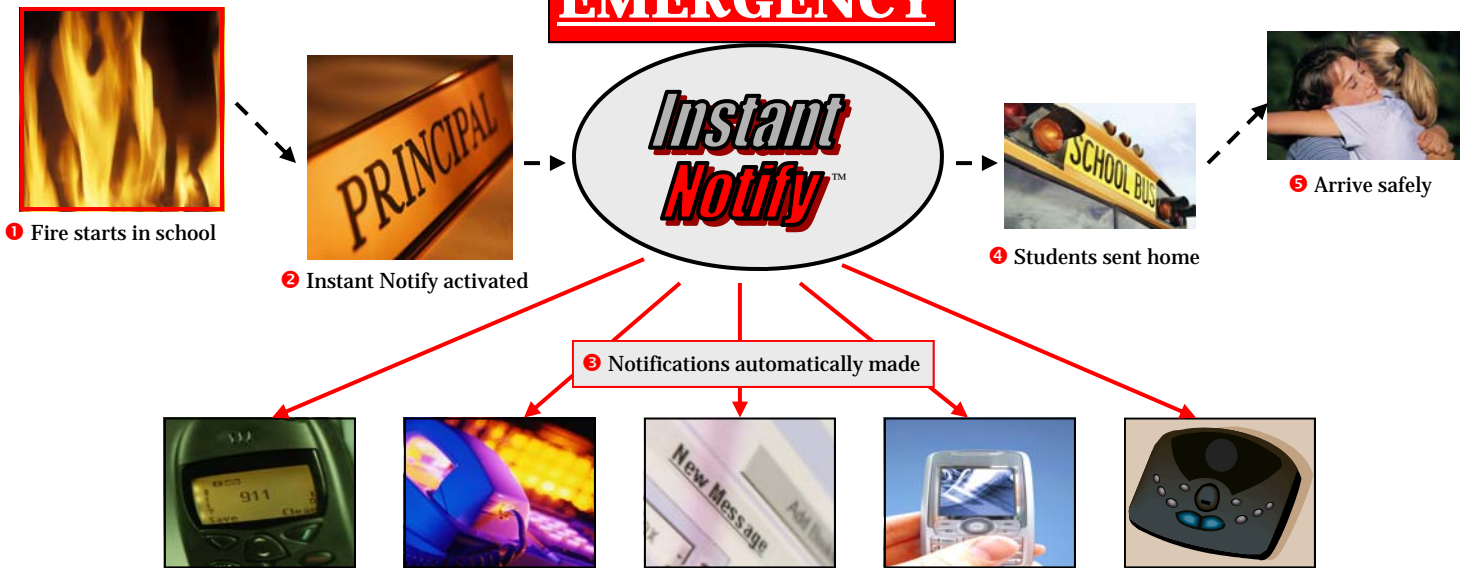 EMERGENCY
Instant
Notify™
PRINCIPAL
SCHOOL BUS
❺ Arrive safely
❶ Fire starts in school
❹ Students sent home
❷ Instant Notify activated
❸ Notifications automatically made
911
Save Clear
New Message
Add